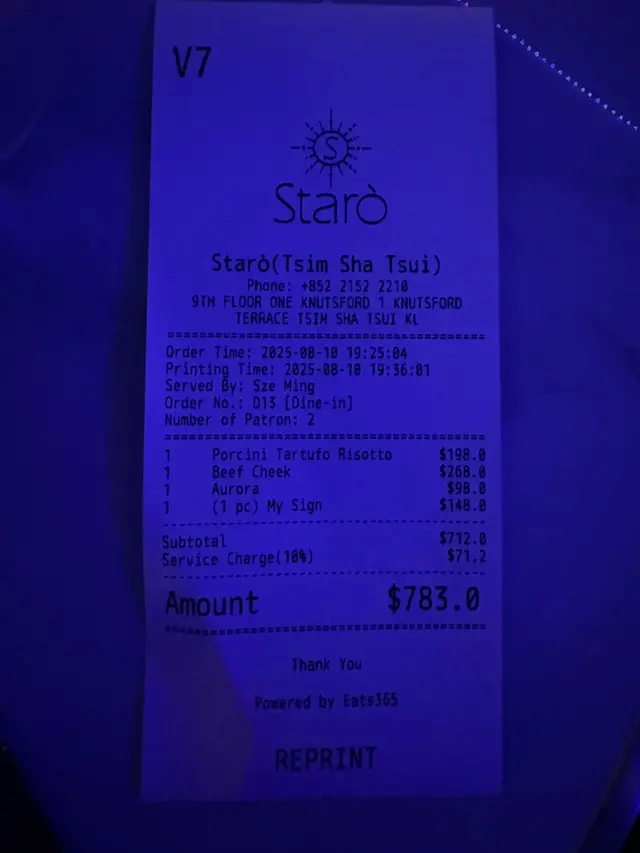 V7
S
Starò
Starò(Tsim Sha Tsui)
Phone: +852 2152 2210
9TH FLOOR ONE KNUTSFORD 1 KNUTSFORD
TERRACE TSIM SHA TSUI KL
Order Time: 2025-08-10 19:25:04
Printing Time: 2025-08-10 19:36:01
Served By: Sze Ming
Order No.: D13 [Dine-in]
Number of Patron: 2
1 Porcini Tartufo Risotto $198.0
1 Beef Cheek $268.0
1 Aurora $98.0
1 (1 pc) My Sign $148.0
Subtotal $712.0
Service Charge(10%) $71.2
Amount $783.0
Thank You
Powered by Eats365
REPRINT